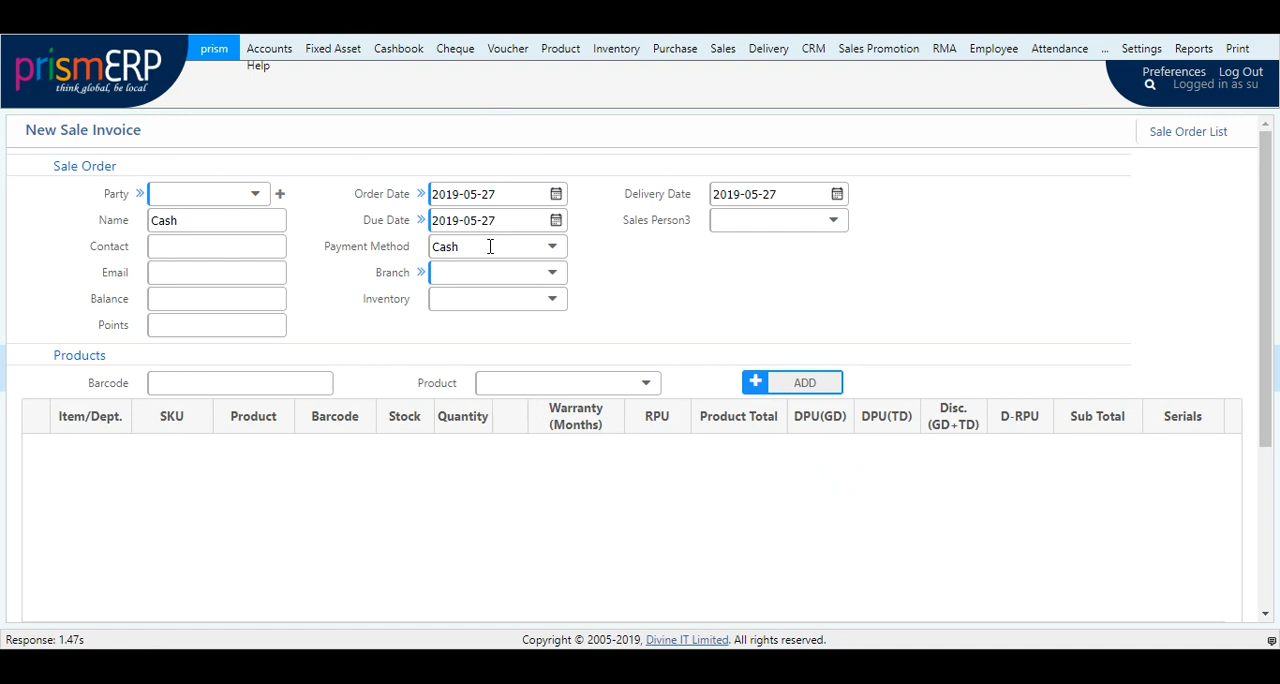 prismERP
think global, be local
prism Accounts Fixed Asset Cashbook Cheque Voucher Product Inventory Purchase Sales Delivery CRM Sales Promotion RMA Employee Attendance ... Settings Reports Print
Help
Preferences Log Out
Logged in as su
New Sale Invoice Sale Order List
Sale Order
Party » Order Date » 2019-05-27 Delivery Date 2019-05-27
Name Cash Due Date » 2019-05-27 Sales Person3
Contact Payment Method Cash
Email Branch »
Balance Inventory
Points
Products
Barcode Product + ADD
Item/Dept. SKU Product Barcode Stock Quantity Warranty (Months) RPU Product Total DPU(GD) DPU(TD) Disc. (GD+TD) D-RPU Sub Total Serials
Response: 1.47s Copyright © 2005-2019, Divine IT Limited. All rights reserved.